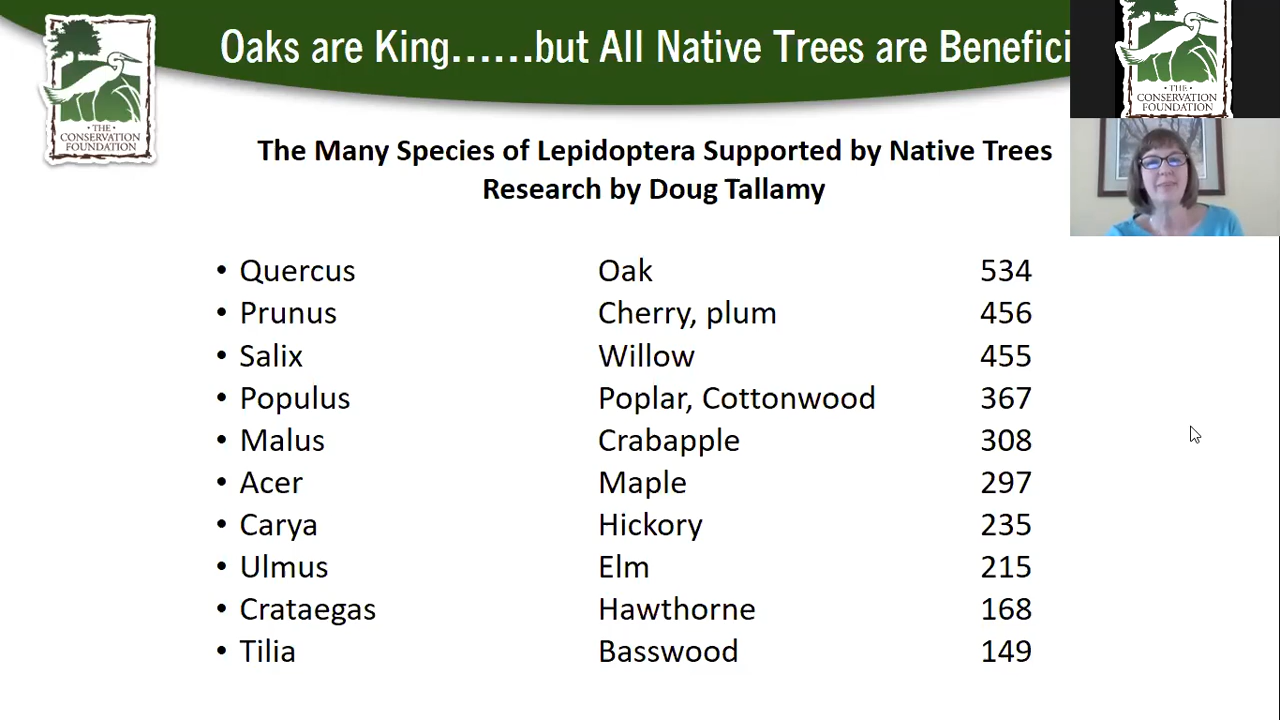 Oaks are King……but All Native Trees are Benefici
THE
CONSERVATION
FOUNDATION
THE
CONSERVATION
FOUNDATION
The Many Species of Lepidoptera Supported by Native Trees
Research by Doug Tallamy
• Quercus Oak 534
• Prunus Cherry, plum 456
• Salix Willow 455
• Populus Poplar, Cottonwood 367
• Malus Crabapple 308
• Acer Maple 297
• Carya Hickory 235
• Ulmus Elm 215
• Crataegas Hawthorne 168
• Tilia Basswood 149